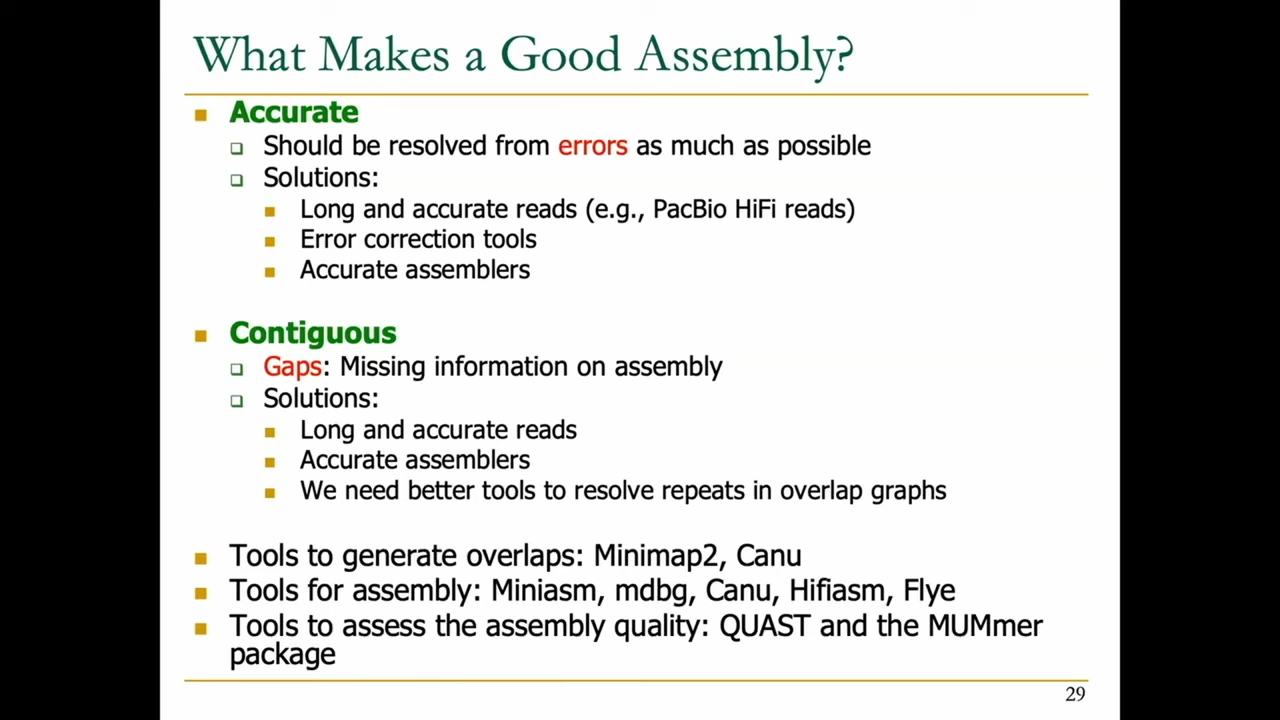 What Makes a Good Assembly?
Accurate
Should be resolved from errors as much as possible
Solutions:
Long and accurate reads (e.g., PacBio HiFi reads)
Error correction tools
Accurate assemblers
Contiguous
Gaps: Missing information on assembly
Solutions:
Long and accurate reads
Accurate assemblers
We need better tools to resolve repeats in overlap graphs
Tools to generate overlaps: Minimap2, Canu
Tools for assembly: Miniasm, mdbg, Canu, Hifiasm, Flye
Tools to assess the assembly quality: QUAST and the MUMmer
package
29